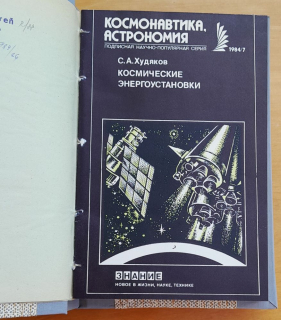 КОСМОНАВТИКА,
АСТРОНОМИЯ
ПОДПИСНАЯ НАУЧНО-ПОПУЛЯРНАЯ СЕРИЯ
1984/7
С.А.Худяков
КОСМИЧЕСКИЕ
ЭНЕРГОУСТАНОВКИ
ЗНАНИЕ
НОВОЕ В ЖИЗНИ, НАУКЕ, ТЕХНИКЕ